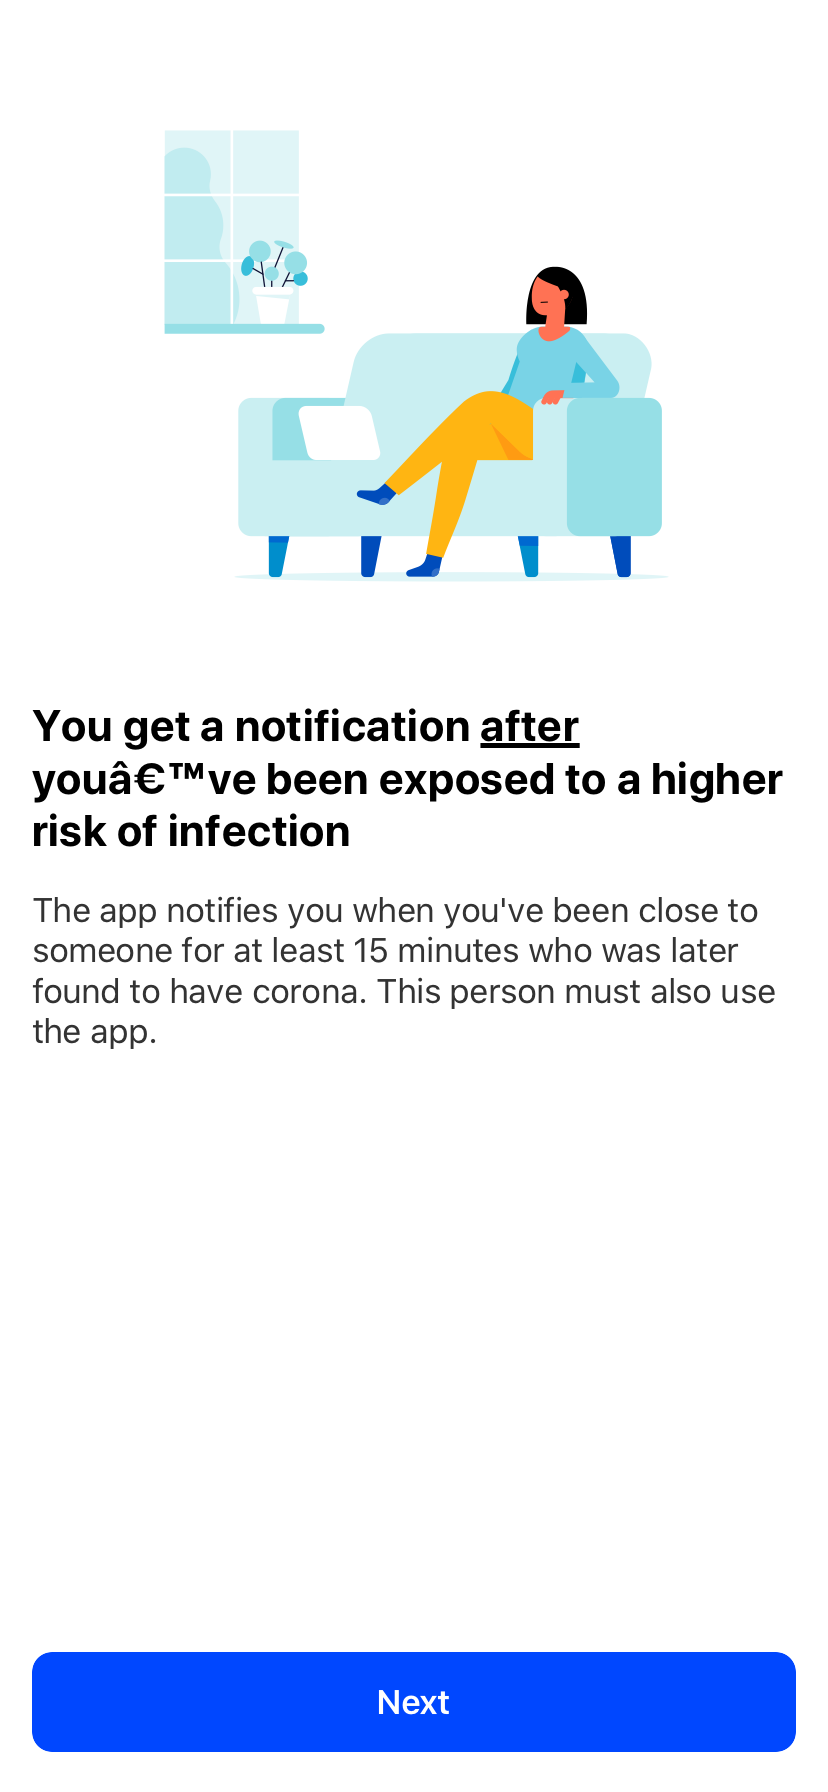 You get a notification after
youâ€™ve been exposed to a higher
risk of infection
The app notifies you when you've been close to
someone for at least 15 minutes who was later
found to have corona. This person must also use
the app.
Next